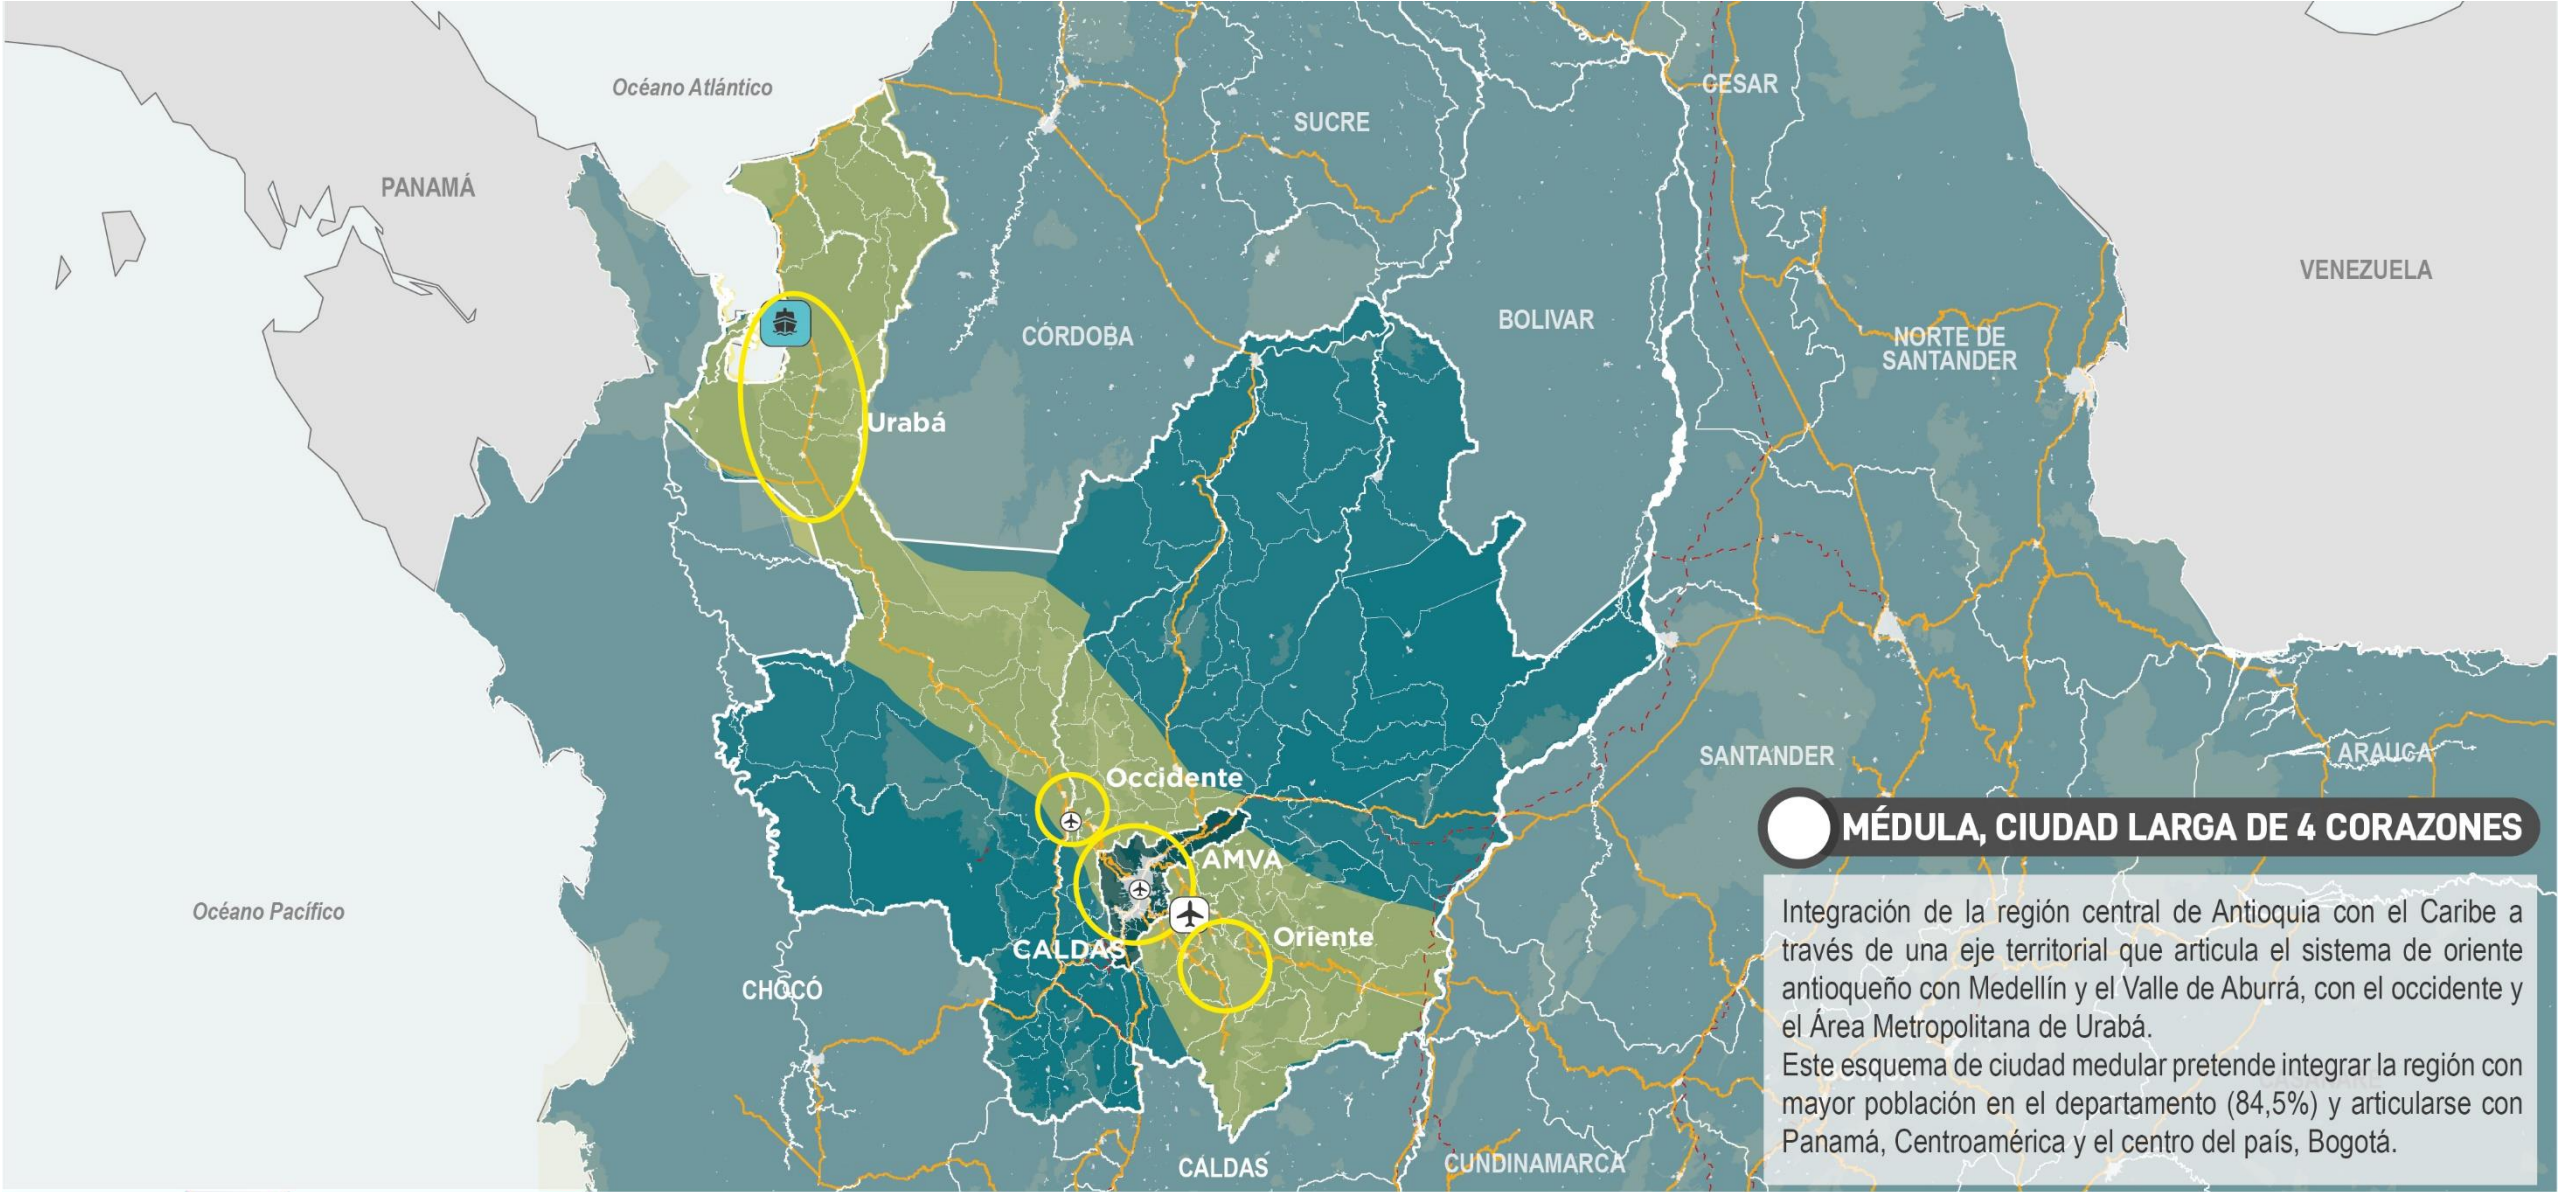 Océano Atlántico
CESAR
SUCRE
PANAMÁ
VENEZUELA
BOLIVAR
CÓRDOBA
NORTE DE
SANTANDER
Urabá
SANTANDER
ARAUCA
Occidente
MÉDULA, CIUDAD LARGA DE 4 CORAZONES
AMVA
Océano Pacífico
Oriente
CALDAS
CHOCÓ
Integración de la región central de Antioquia con el Caribe a
través de una eje territorial que articula el sistema de oriente
antioqueño con Medellín y el Valle de Aburrá, con el occidente y
el Área Metropolitana de Urabá.
Este esquema de ciudad medular pretende integrar la región con
mayor población en el departamento (84,5%) y articularse con
Panamá, Centroamérica y el centro del país, Bogotá.
CASANARE
CALDAS
CUNDINAMARCA